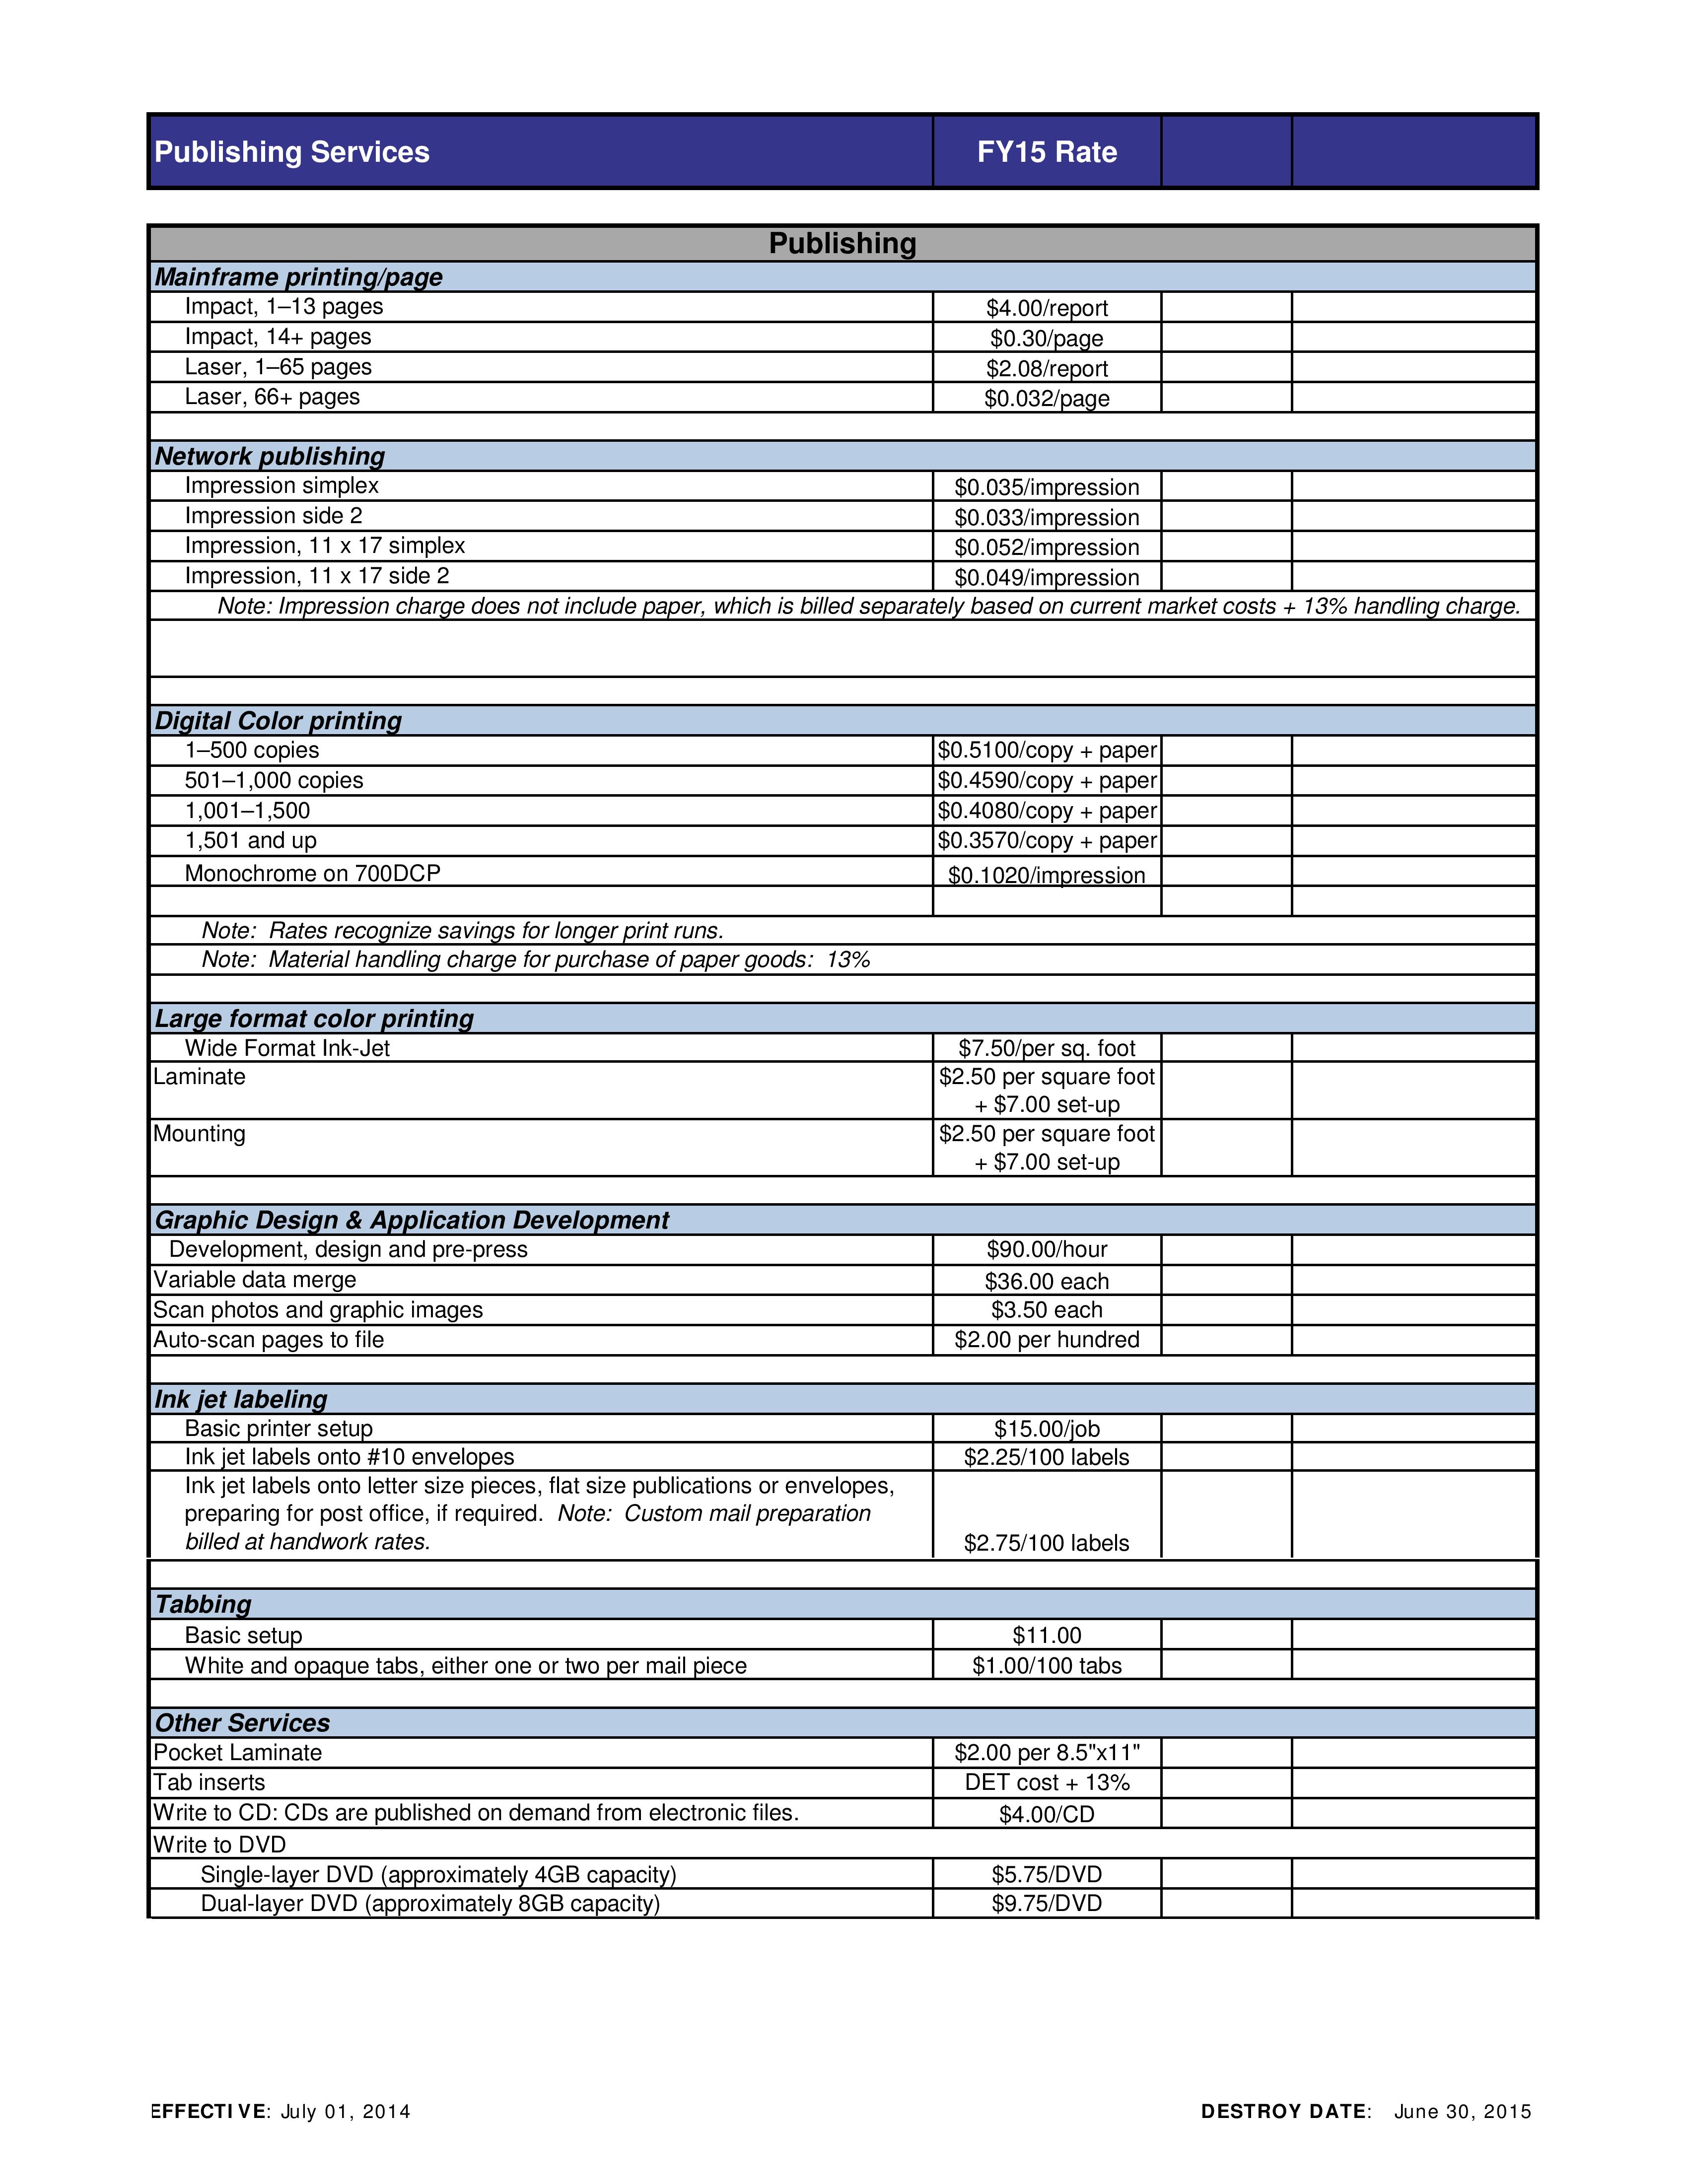 Publishing Services FY15 Rate
Publishing
Mainframe printing/page
Impact, 1–13 pages $4.00/report
Impact, 14+ pages $0.30/page
Laser, 1–65 pages $2.08/report
Laser, 66+ pages $0.032/page
Network publishing
Impression simplex $0.035/impression
Impression side 2 $0.033/impression
Impression, 11 x 17 simplex $0.052/impression
Impression, 11 x 17 side 2 $0.049/impression
Note: Impression charge does not include paper, which is billed separately based on current market costs + 13% handling charge.
Digital Color printing
1–500 copies $0.5100/copy + paper
501–1,000 copies $0.4590/copy + paper
1,001–1,500 $0.4080/copy + paper
1,501 and up $0.3570/copy + paper
Monochrome on 700DCP $0.1020/impression
Note: Rates recognize savings for longer print runs.
Note: Material handling charge for purchase of paper goods: 13%
Large format color printing
Wide Format Ink-Jet $7.50/per sq. foot
Laminate $2.50 per square foot
+ $7.00 set-up
Mounting $2.50 per square foot
+ $7.00 set-up
Graphic Design & Application Development
Development, design and pre-press $90.00/hour
Variable data merge $36.00 each
Scan photos and graphic images $3.50 each
Auto-scan pages to file $2.00 per hundred
Ink jet labeling
Basic printer setup $15.00/job
Ink jet labels onto #10 envelopes $2.25/100 labels
Ink jet labels onto letter size pieces, flat size publications or envelopes,
preparing for post office, if required. Note: Custom mail preparation
billed at handwork rates. $2.75/100 labels
Tabbing
Basic setup $11.00
White and opaque tabs, either one or two per mail piece $1.00/100 tabs
Other Services
Pocket Laminate $2.00 per 8.5"x11"
Tab inserts DET cost + 13%
Write to CD: CDs are published on demand from electronic files. $4.00/CD
Write to DVD
Single-layer DVD (approximately 4GB capacity) $5.75/DVD
Dual-layer DVD (approximately 8GB capacity) $9.75/DVD
EFFECTIVE: July 01, 2014 DESTROY DATE: June 30, 2015